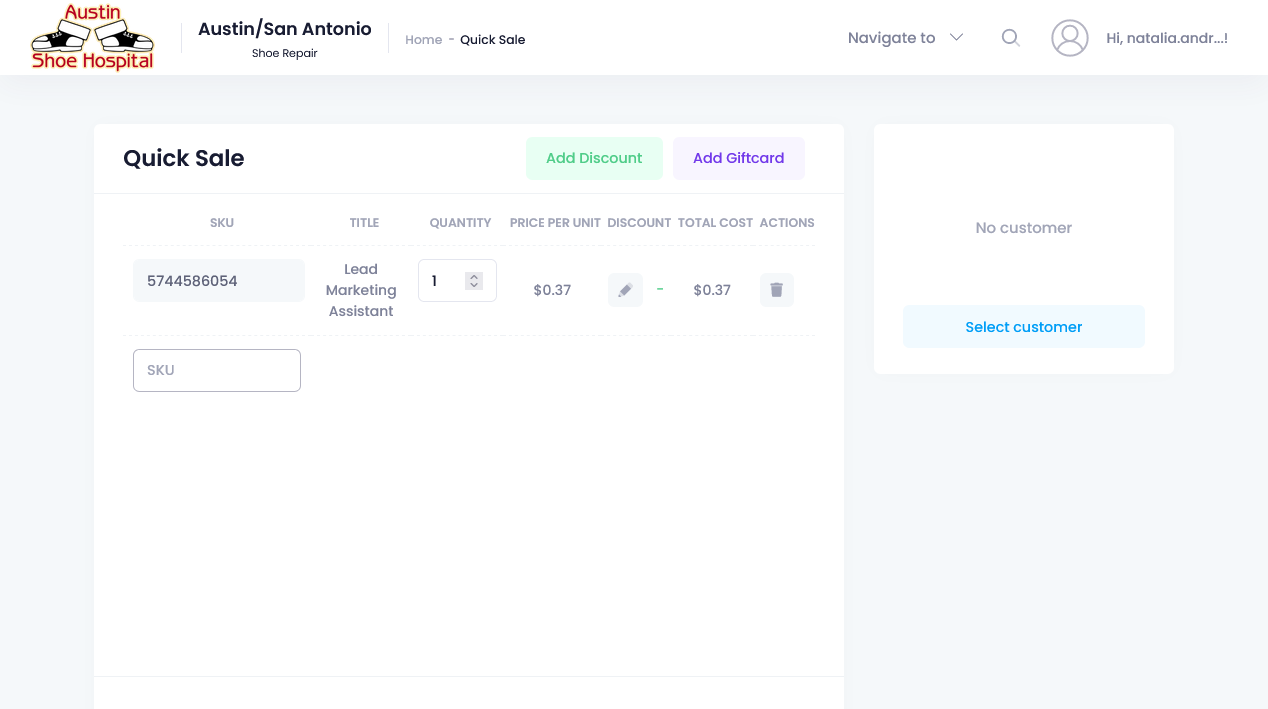 Austin
Shoe Hospital
Austin/San Antonio
Shoe Repair
Home - Quick Sale
Navigate to
Hi, natalia.andr...!
Quick Sale
Add Discount
Add Giftcard
SKU TITLE QUANTITY PRICE PER UNIT DISCOUNT TOTAL COST ACTIONS
5744586054
Lead
Marketing
Assistant
1
$0.37
-
$0.37
SKU
No customer
Select customer